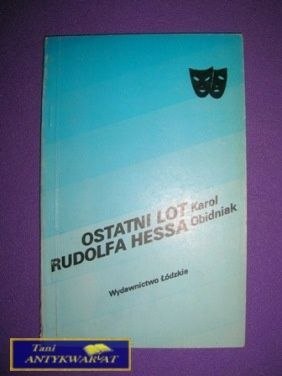 OSTATNI LOT Karol
RUDOLFA HESSA Obidniak
Wydawnictwo Łódzkie
Tani
ANTYKWARIAT